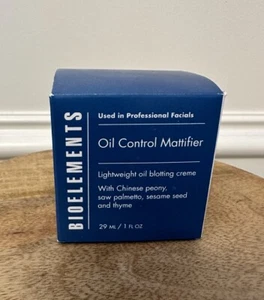 BIOELEMENTS
Used in Professional Facials
Oil Control Mattifier
Lightweight oil blotting creme
With Chinese peony,
saw palmetto, sesame seed
and thyme
29 ML / 1 FL OZ